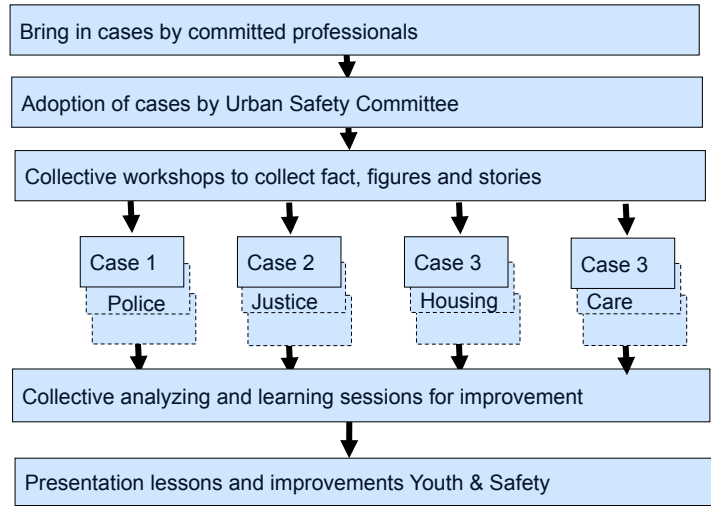 Bring in cases by committed professionals
Adoption of cases by Urban Safety Committee
Collective workshops to collect fact, figures and stories
Case 1
Police
Case 2
Justice
Case 3
Housing
Case 3
Care
Collective analyzing and learning sessions for improvement
Presentation lessons and improvements Youth & Safety